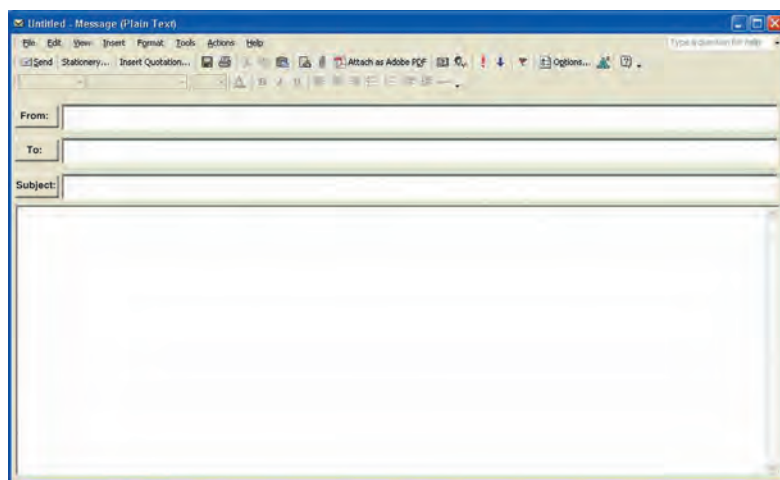 Untitled - Message (Plain Text)
File Edit View Insert Format Tools Actions Help Type a question for help
Send Stationery... Insert Quotation... Attach as Adobe PDF Options...
A B I U
From:
To:
Subject: